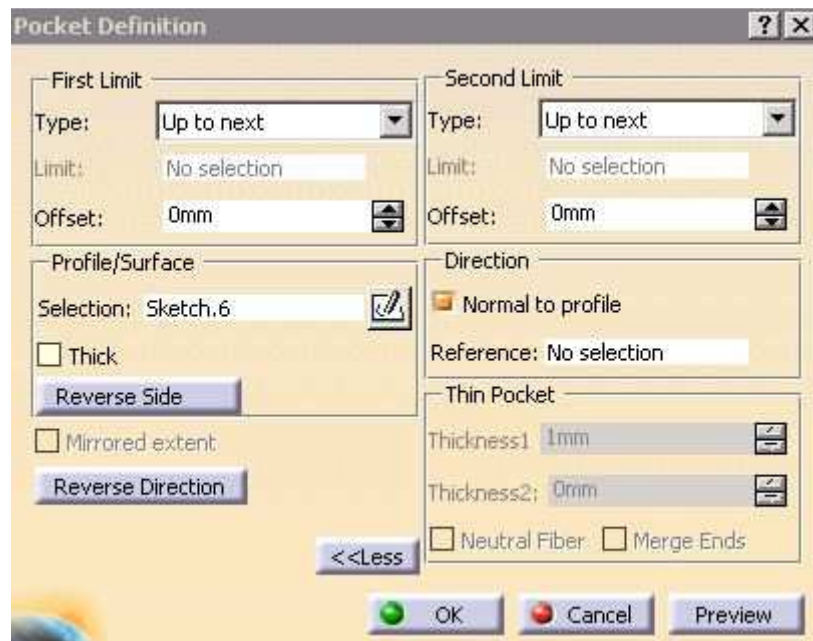 Pocket Definition
First Limit
Type: Up to next
Limit: No selection
Offset: 0mm
Profile/Surface
Selection: Sketch.6
Thick
Reverse Side
Mirrored extent
Reverse Direction
<<Less
Second Limit
Type: Up to next
Limit: No selection
Offset: 0mm
Direction
Normal to profile
Reference: No selection
Thin Pocket
Thickness1 1mm
Thickness2: 0mm
Neutral Fiber Merge Ends
OK Cancel Preview